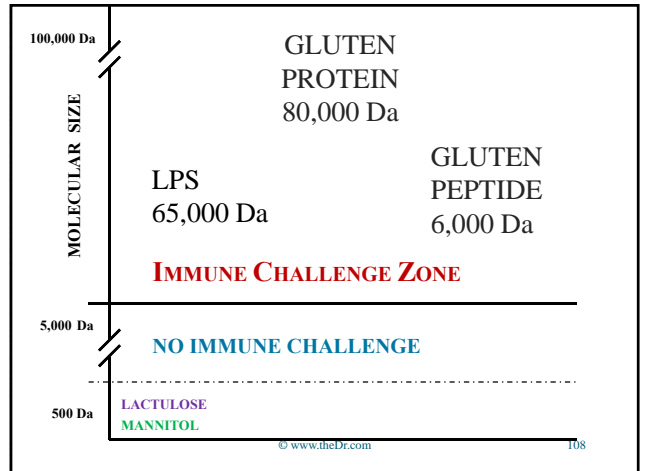 100,000 Da
GLUTEN
PROTEIN
80,000 Da
MOLECULAR SIZE
GLUTEN
PEPTIDE
6,000 Da
LPS
65,000 Da
IMMUNE CHALLENGE ZONE
5,000 Da
NO IMMUNE CHALLENGE
500 Da
LACTULOSE
MANNITOL
© www.theDr.com
108